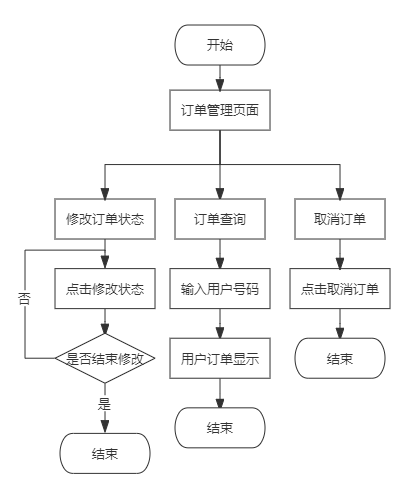 开始
订单管理页面
修改订单状态
订单查询
取消订单
点击修改状态
输入用户号码
点击取消订单
否
是否结束修改
用户订单显示
结束
是
结束
结束